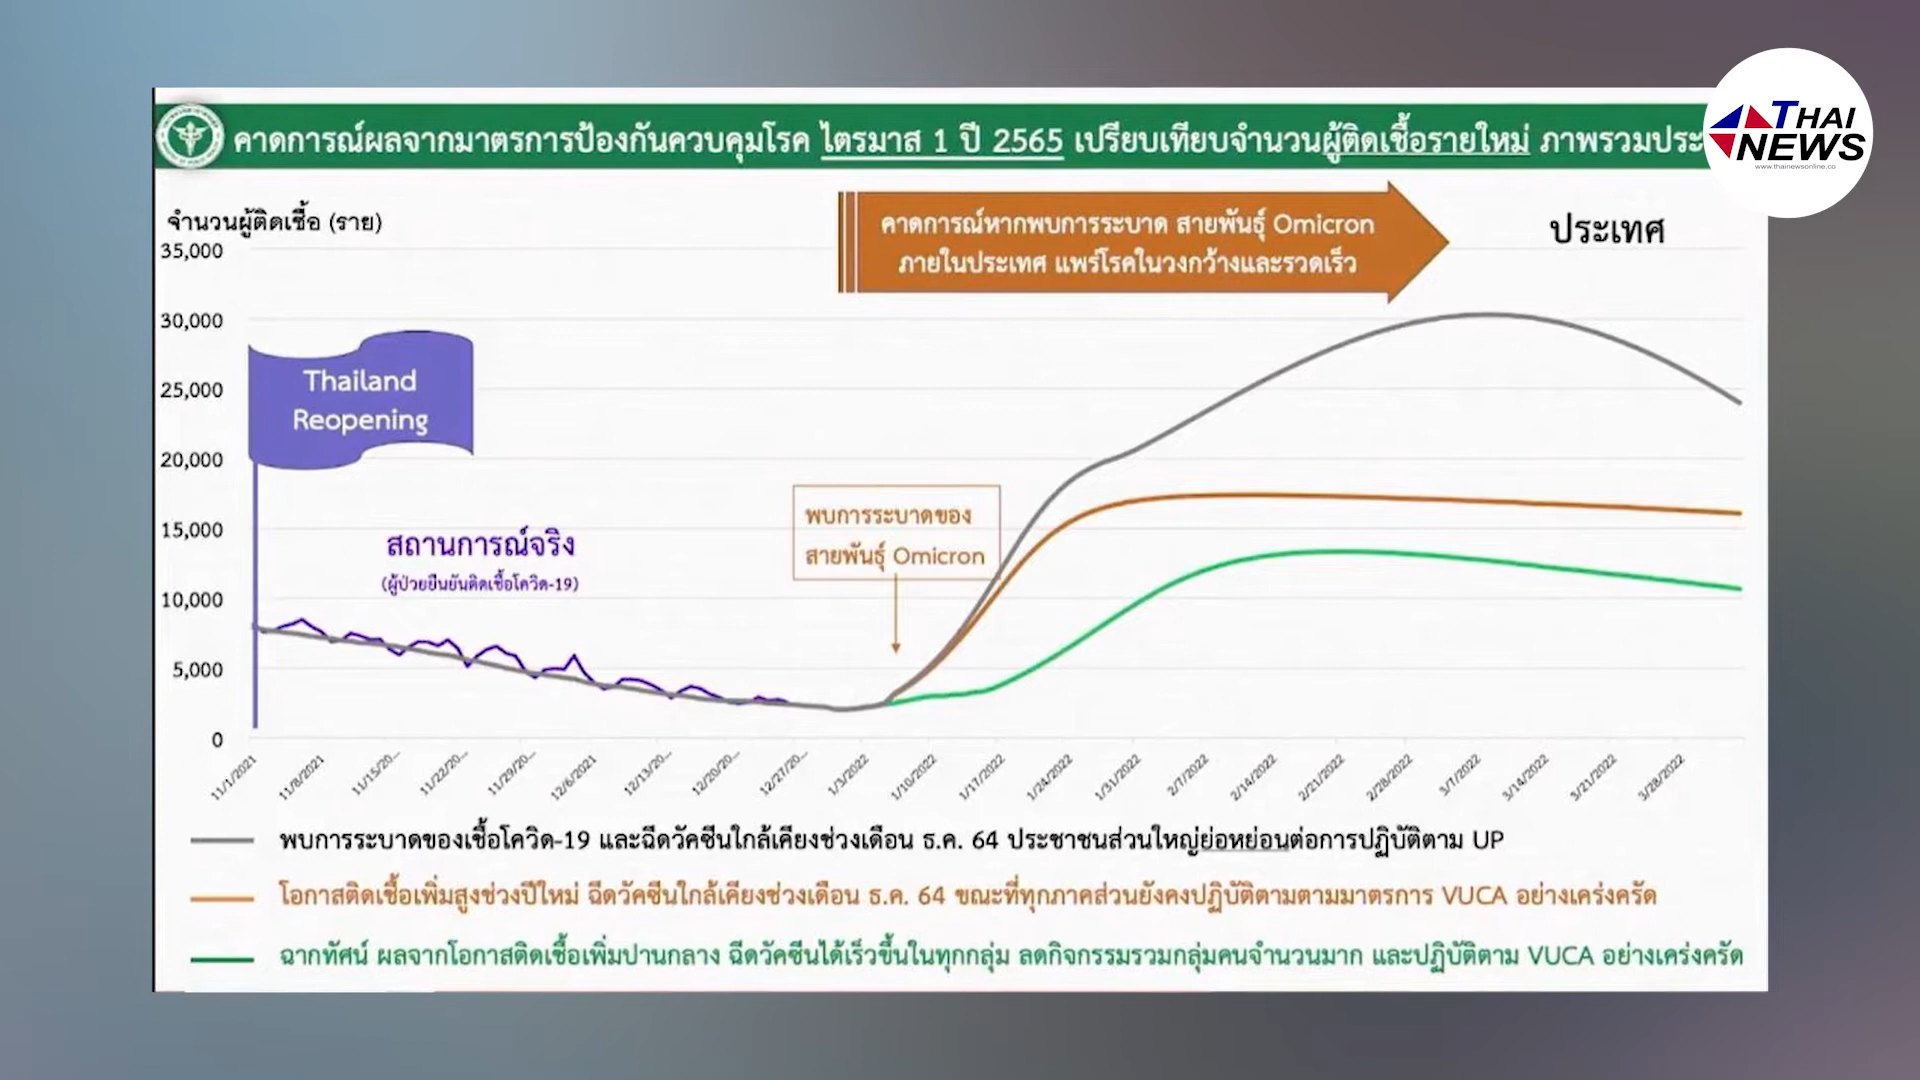 THAI
NEWS
www.thainewsonline.co
คาดการณ์ผลจากมาตรการป้องกันควบคุมโรค ไตรมาส 1 ปี 2565 เปรียบเทียบจำนวนผู้ติดเชื้อรายใหม่ ภาพรวมประ
จำนวนผู้ติดเชื้อ (ราย)
คาดการณ์หากพบการระบาด สายพันธุ์ Omicron
ภายในประเทศ แพร่โรคในวงกว้างและรวดเร็ว
ประเทศ
35,000
30,000
25,000
20,000
15,000
10,000
5,000
0
Thailand
Reopening
สถานการณ์จริง
(ผู้ป่วยยืนยันติดเชื้อโควิด-19)
พบการระบาดของ
สายพันธุ์ Omicron
11/1/2021
11/8/2021
11/15/20...
11/22/20...
11/29/20...
12/6/2021
12/13/20...
12/20/20...
12/27/20...
1/3/2022
1/10/2022
1/17/2022
1/24/2022
1/31/2022
2/7/2022
2/14/2022
2/21/2022
2/28/2022
3/7/2022
3/14/2022
3/21/2022
3/28/2022
พบการระบาดของเชื้อโควิด-19 และฉีดวัคซีนใกล้เคียงช่วงเดือน ธ.ค. 64 ประชาชนส่วนใหญ่ย่อหย่อนต่อการปฏิบัติตาม UP
โอกาสติดเชื้อเพิ่มสูงช่วงปีใหม่ ฉีดวัคซีนใกล้เคียงช่วงเดือน ธ.ค. 64 ขณะที่ทุกภาคส่วนยังคงปฏิบัติตามตามมาตรการ VUCA อย่างเคร่งครัด
ฉากทัศน์ ผลจากโอกาสติดเชื้อเพิ่มปานกลาง ฉีดวัคซีนได้เร็วขึ้นในทุกกลุ่ม ลดกิจกรรมรวมกลุ่มคนจำนวนมาก และปฏิบัติตาม VUCA อย่างเคร่งครัด